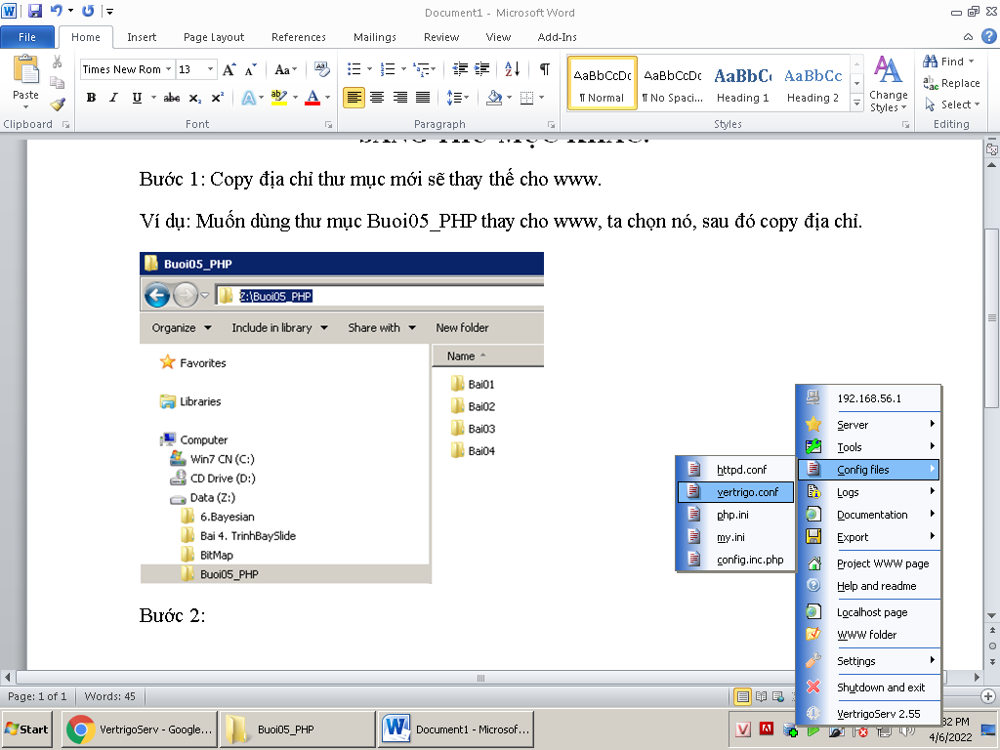 Document1 - Microsoft Word
File Home Insert Page Layout References Mailings Review View Add-Ins
Paste
Times New Rom 13
AaBbCcDc AaBbCcDc AaBbC AaBbCc
¶ Normal ¶ No Spaci... Heading 1 Heading 2
Change Styles
Find
Replace
Select
Clipboard Font Paragraph Styles Editing
SANG THƯ MỤC KHÁC.
Bước 1: Copy địa chỉ thư mục mới sẽ thay thế cho www.
Ví dụ: Muốn dùng thư mục Buoi05_PHP thay cho www, ta chọn nó, sau đó copy địa chỉ.
Buoi05_PHP
Z:\Buoi05_PHP
Organize Include in library Share with New folder
Favorites
Libraries
Computer
Win7 CN (C:)
CD Drive (D:)
Data (Z:)
6.Bayesian
Bai 4. TrinhBaySlide
BitMap
Buoi05_PHP
Name
Bai01
Bai02
Bai03
Bai04
Bước 2:
httpd.conf
vertrigo.conf
php.ini
my.ini
config.inc.php
192.168.56.1
Server
Tools
Config files
Logs
Documentation
Export
Project WWW page
Help and readme
Localhost page
WWW folder
Settings
Shutdown and exit
VertrigoServ 2.55
Page: 1 of 1 Words: 45
Start VertrigoServ - Google... Buoi05_PHP Document1 - Microsof...
32 PM
4/6/2022